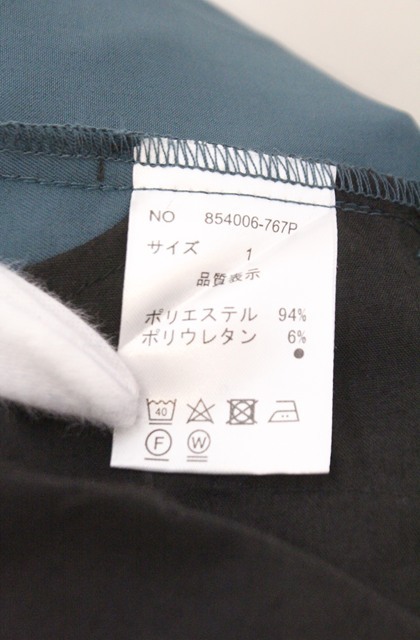 NO 854006-767P
サイズ 1
品質表示
ポリエステル 94%
ポリウレタン 6%
40
F W